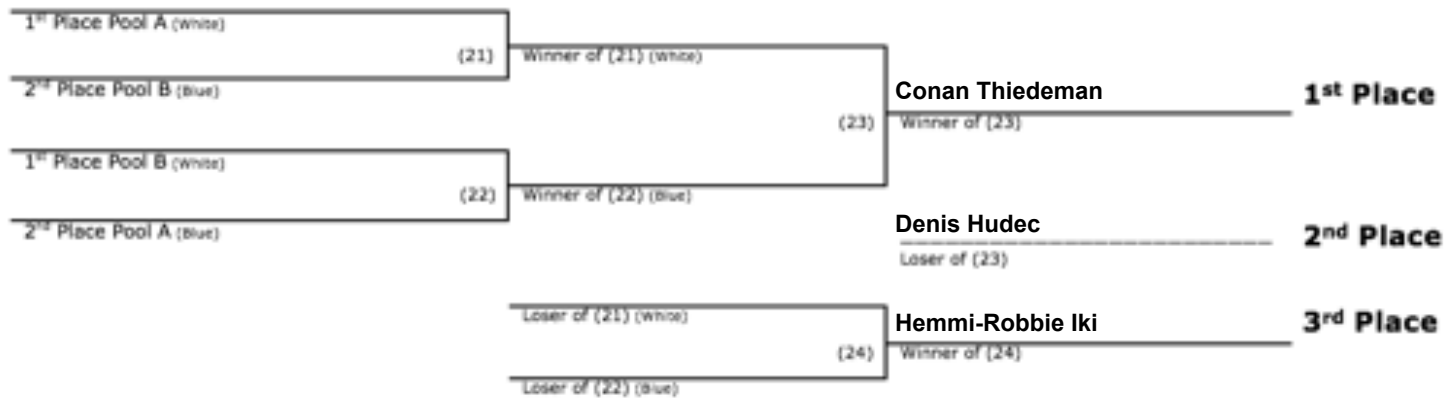 1st Place Pool A (White)
(21)
2nd Place Pool B (Blue)
Winner of (21) (White)
1st Place Pool B (White)
(22)
2nd Place Pool A (Blue)
Winner of (22) (Blue)
(23)
Conan Thiedeman
Winner of (23)
1st Place
Denis Hudec
Loser of (23)
2nd Place
Loser of (21) (White)
(24)
Loser of (22) (Blue)
Hemmi-Robbie Iki
Winner of (24)
3rd Place